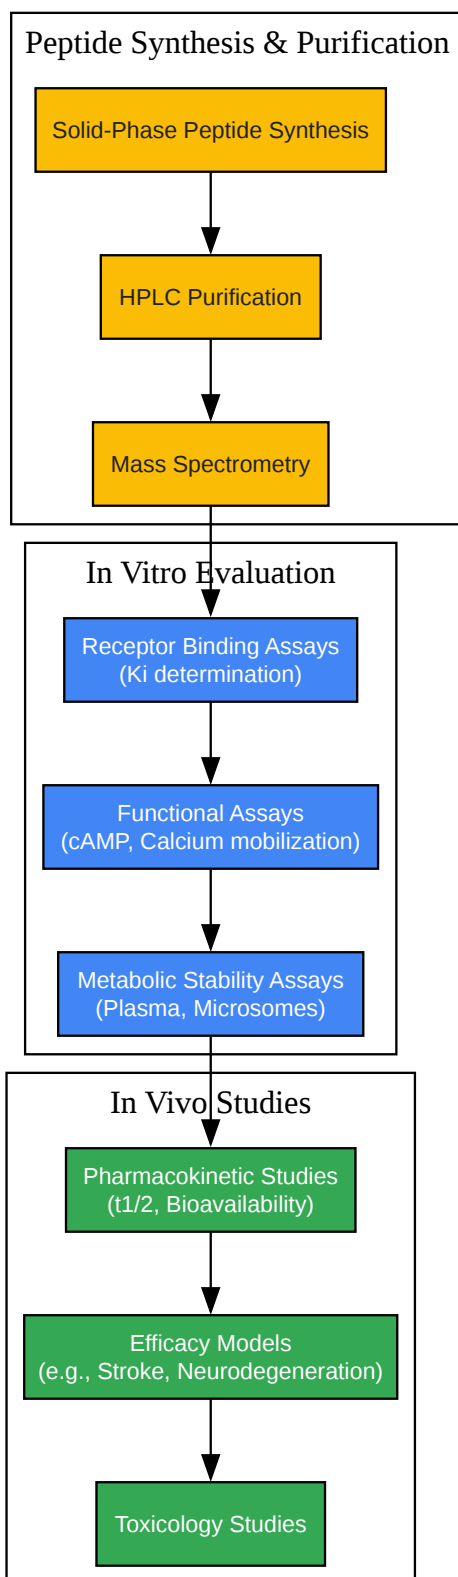 Peptide Synthesis & Purification
Solid-Phase Peptide Synthesis
HPLC Purification
Mass Spectrometry
In Vitro Evaluation
Receptor Binding Assays
(Ki determination)
Functional Assays
(cAMP, Calcium mobilization)
Metabolic Stability Assays
(Plasma, Microsomes)
In Vivo Studies
Pharmacokinetic Studies
(t1/2, Bioavailability)
Efficacy Models
(e.g., Stroke, Neurodegeneration)
Toxicology Studies